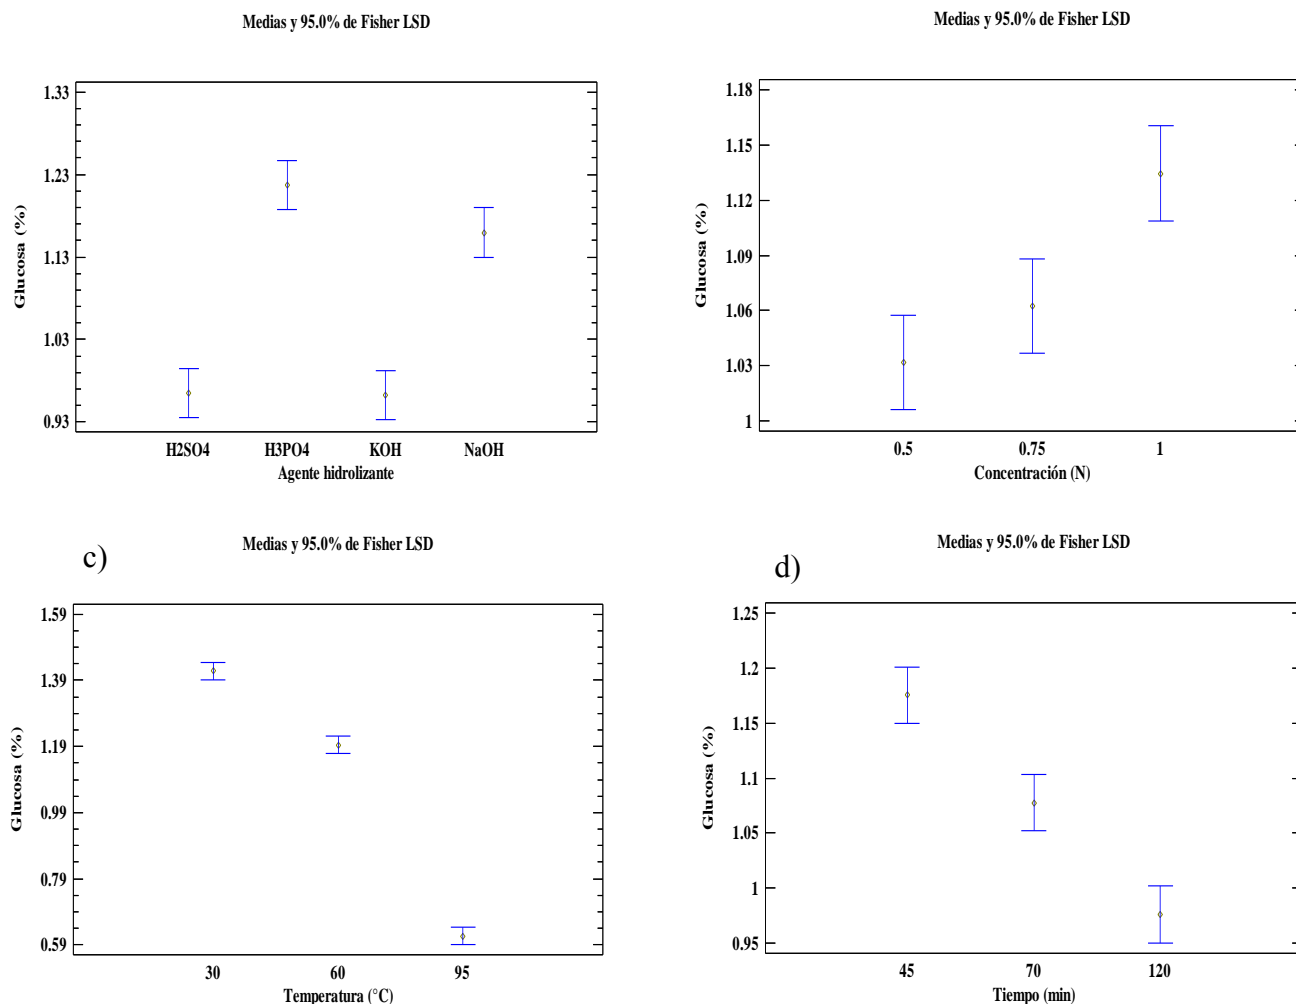 Medias y 95.0% de Fisher LSD
1.33
1.23
1.13
1.03
0.93
Glucosa (%)
H2SO4 H3PO4 KOH NaOH
Agente hidrolizante
Medias y 95.0% de Fisher LSD
1.18
1.15
1.12
1.09
1.06
1.03
1
Glucosa (%)
0.5 0.75 1
Concentración (N)
c)
Medias y 95.0% de Fisher LSD
1.59
1.39
1.19
0.99
0.79
0.59
Glucosa (%)
30 60 95
Temperatura (°C)
d)
Medias y 95.0% de Fisher LSD
1.25
1.2
1.15
1.1
1.05
1
0.95
Glucosa (%)
45 70 120
Tiempo (min)